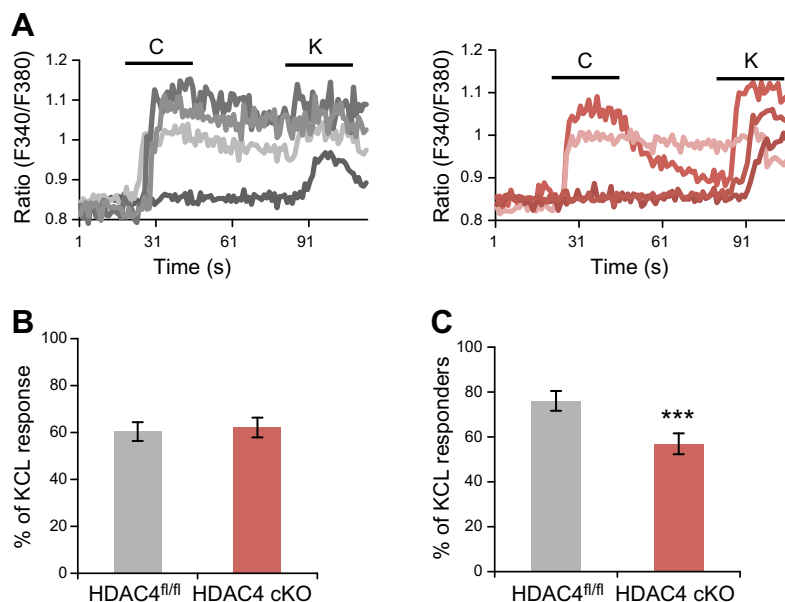 A
C
K
Ratio (F340/F380)
1.2
1.1
1
0.9
0.8
1
31
61
91
Time (s)
C
K
Ratio (F340/F380)
1.2
1.1
1
0.9
0.8
1
31
61
91
Time (s)
B
% of KCL response
100
80
60
40
20
0
HDAC4fl/fl
HDAC4 cKO
C
% of KCL responders
100
80
60
40
20
0
***
HDAC4fl/fl
HDAC4 cKO